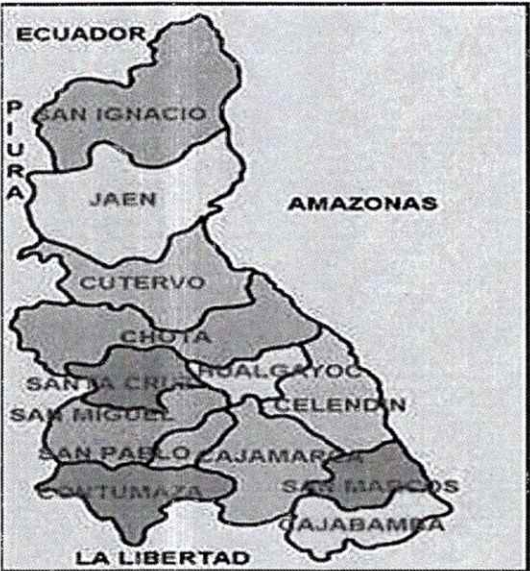 ECUADOR
PIURA
SAN IGNACIO
JAEN
AMAZONAS
CUTERVO
CHOTA
HUALGAYOC
SANTA CRUZ
CELENDIN
SAN MIGUEL
SAN PABLO
CAJAMARCA
CONTUMAZA
SAN MARCOS
CAJABAMBA
LA LIBERTAD